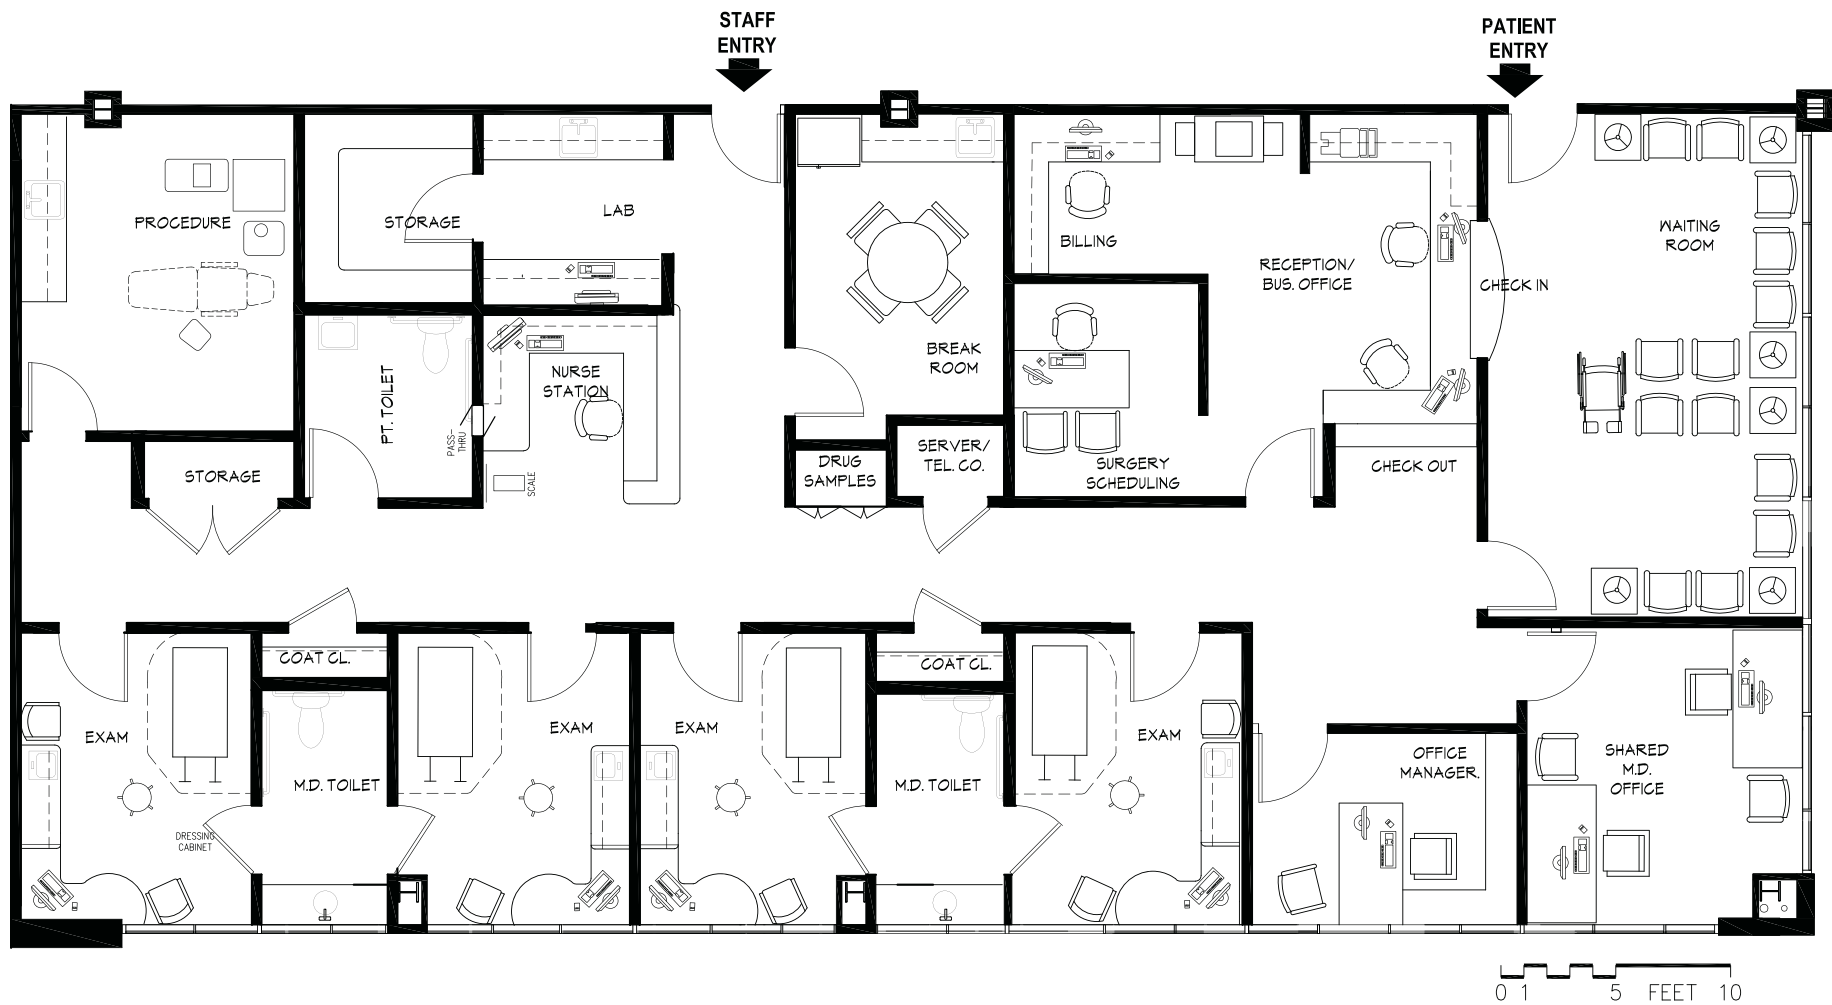 STAFF
ENTRY
PATIENT
ENTRY
PROCEDURE
STORAGE
LAB
BILLING
RECEPTION/
BUS. OFFICE
CHECK IN
WAITING
ROOM
BREAK
ROOM
NURSE
STATION
PT. TOILET
PASS-
THRU
SCALE
STORAGE
DRUG
SAMPLES
SERVER/
TEL. CO.
SURGERY
SCHEDULING
CHECK OUT
COAT CL.
COAT CL.
EXAM
M.D. TOILET
EXAM
EXAM
M.D. TOILET
EXAM
DRESSING
CABINET
OFFICE
MANAGER.
SHARED
M.D.
OFFICE
0 1 5 FEET 10